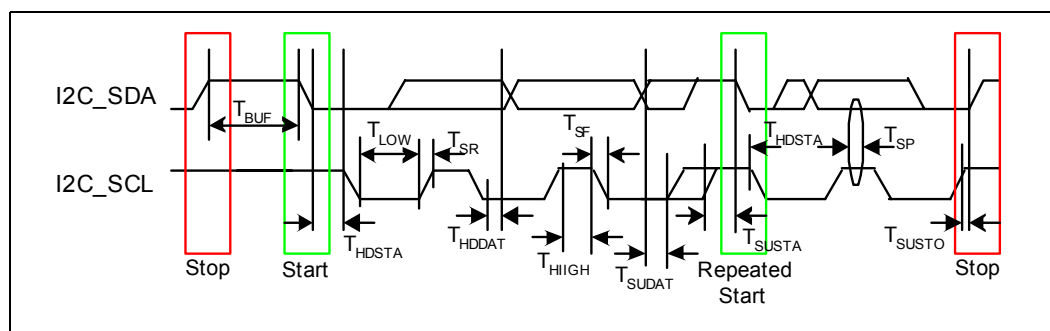 I2C_SDA
TBUF
TLOW
TSR
TSF
THDSTA
TSP
I2C_SCL
THDSTA
THDDAT
THIIGH
TSUDAT
TSUSTA
TSUSTO
Stop
Start
Repeated
Start
Stop